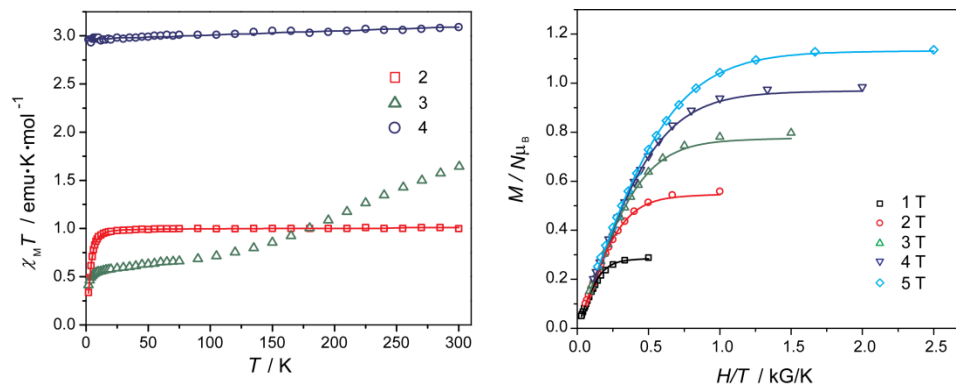 3.0
2.5
2.0
1.5
1.0
0.5
0.0
χM T / emu·K·mol⁻¹
2
3
4
0 50 100 150 200 250 300
T / K
1.2
1.0
0.8
0.6
0.4
0.2
0.0
M / NμB
1 T
2 T
3 T
4 T
5 T
0.0 0.5 1.0 1.5 2.0 2.5
H/T / kG/K